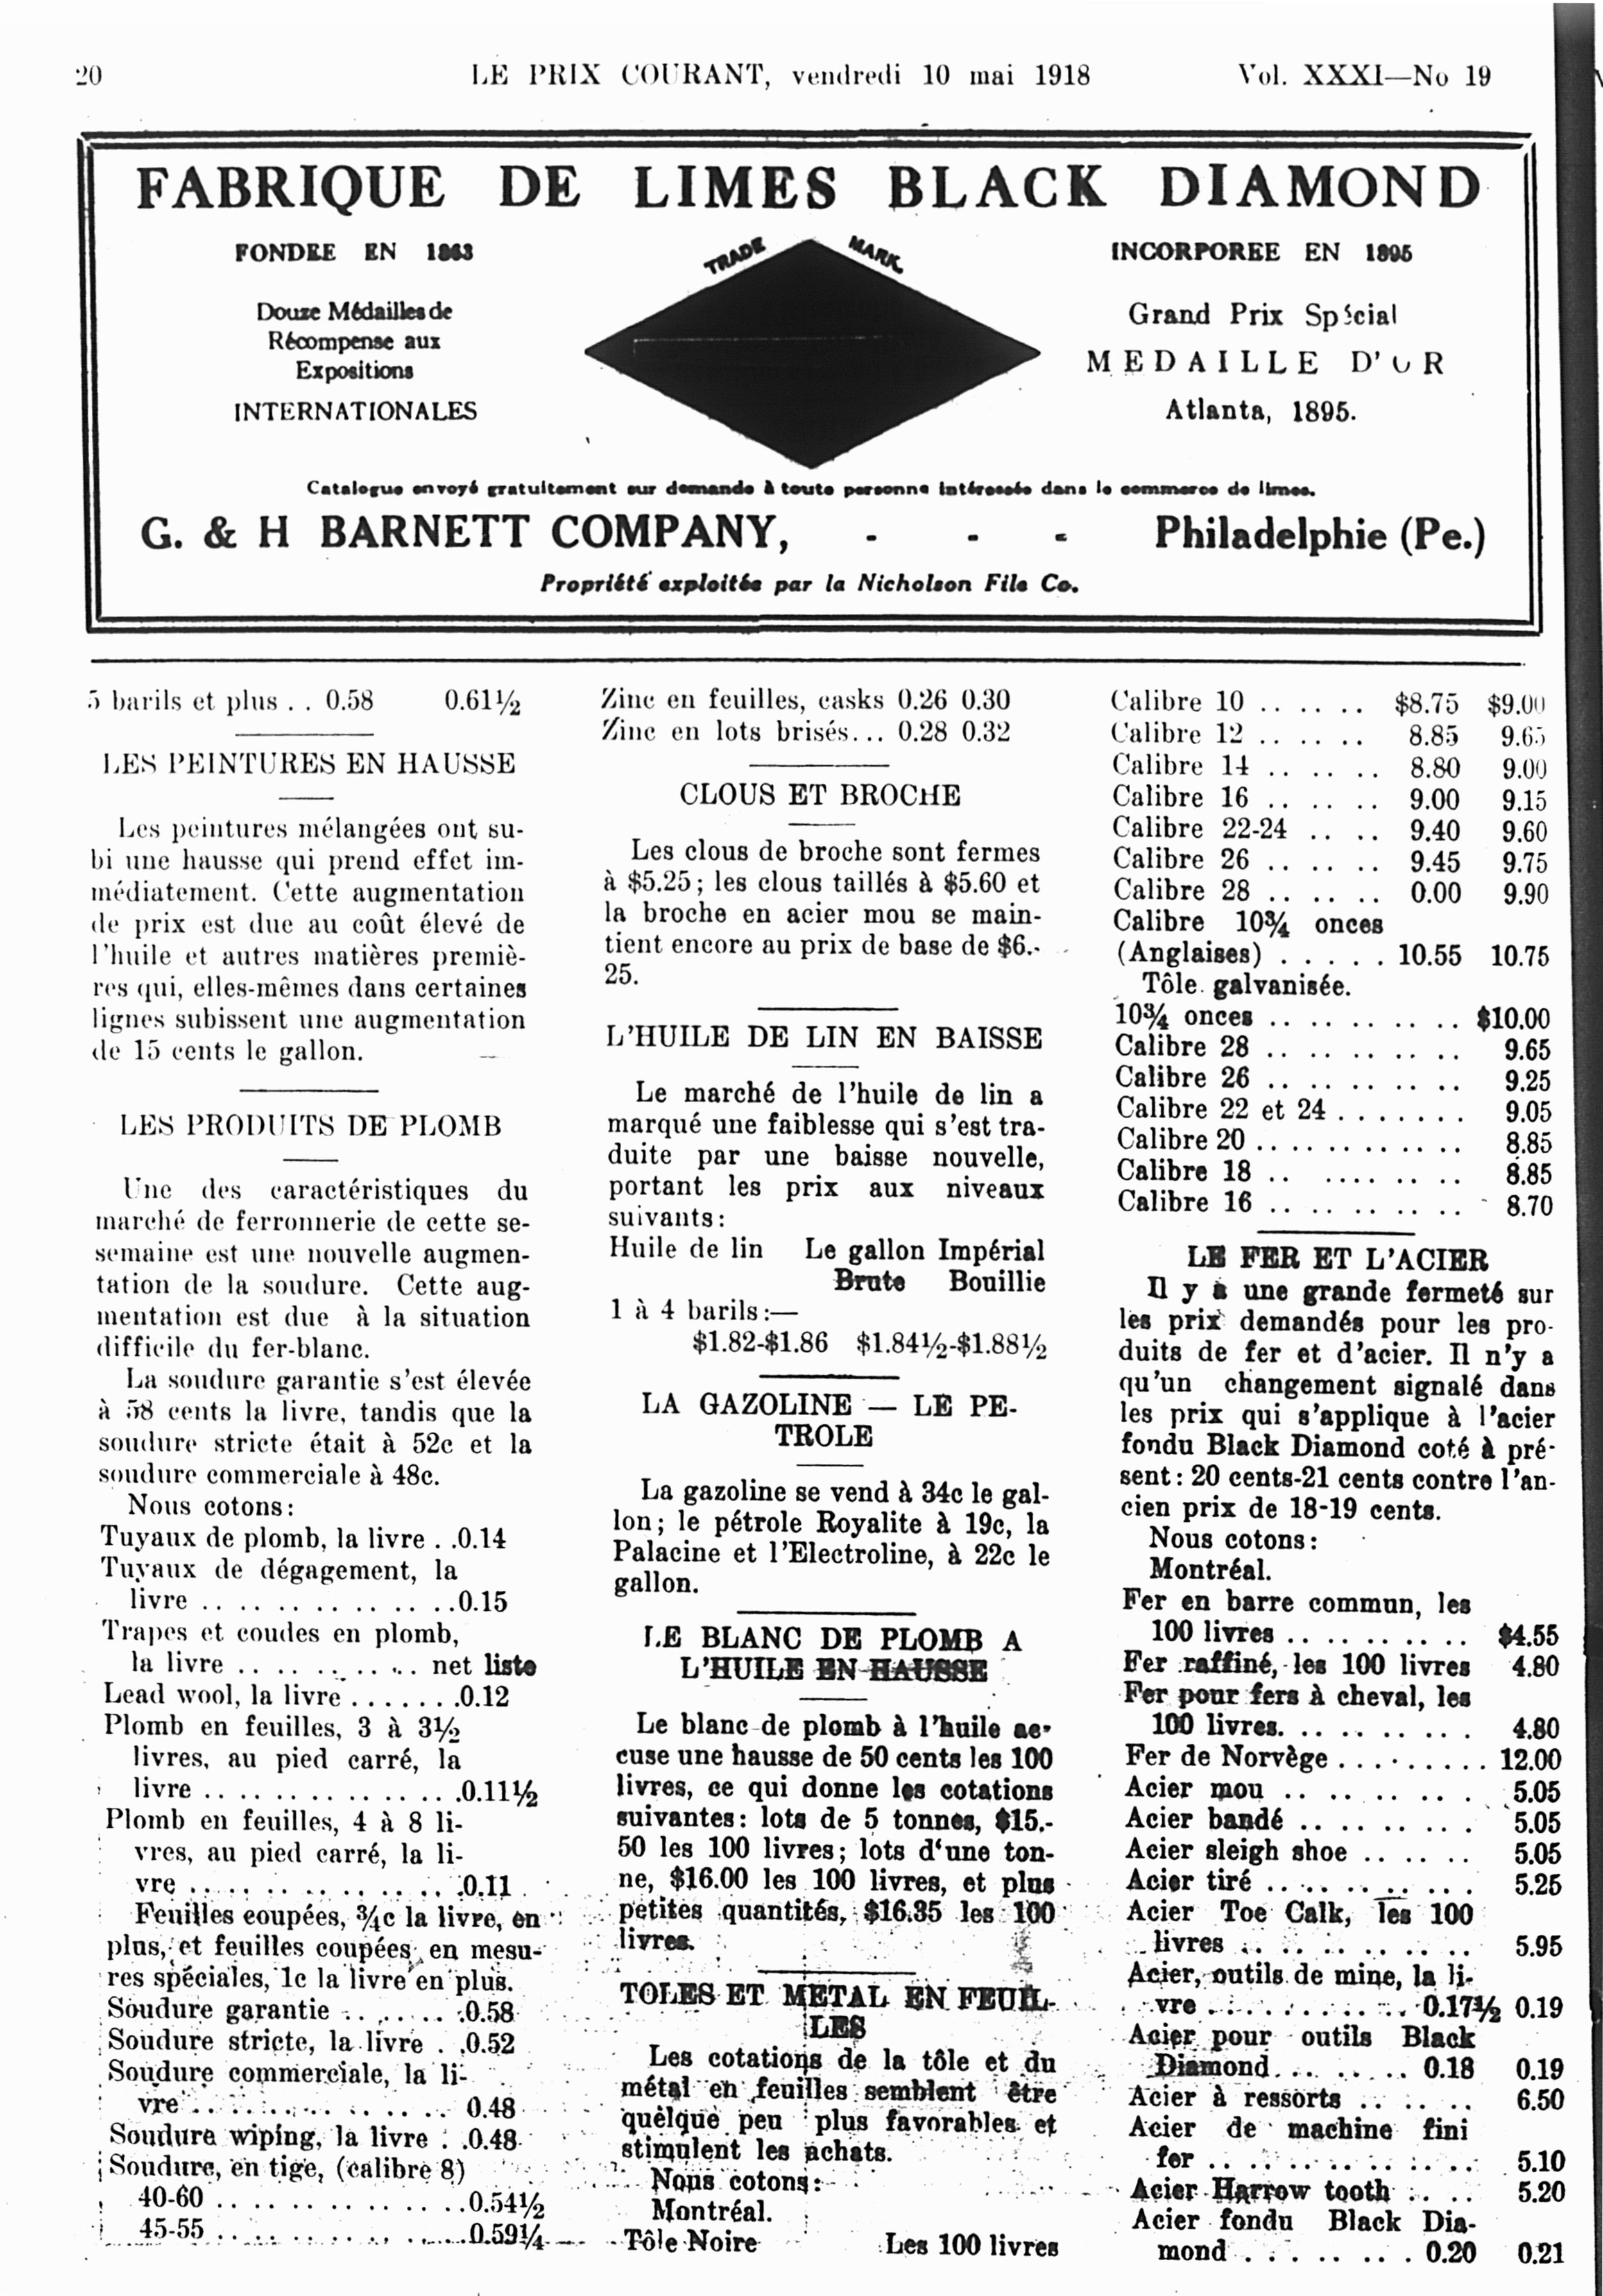 20 LE PRIX COURANT, vendredi 10 mai 1918 Vol. XXXI—No 19
FABRIQUE DE LIMES BLACK DIAMOND
FONDEE EN 1863
Douze Médailles de
Récompense aux
Expositions
INTERNATIONALES
TRADE MARK.
INCORPOREE EN 1895
Grand Prix Spécial
MEDAILLE D'OR
Atlanta, 1895.
Catalogue envoyé gratuitement sur demande à toute personne intéressée dans le commerce de limes.
G. & H BARNETT COMPANY, - - - Philadelphie (Pe.)
Propriété exploitée par la Nicholson File Co.
5 barils et plus . . 0.58 0.61½
LES PEINTURES EN HAUSSE
Les peintures mélangées ont su-
bi une hausse qui prend effet im-
médiatement. Cette augmentation
de prix est due au coût élevé de
l'huile et autres matières premiè-
res qui, elles-mêmes dans certaines
lignes subissent une augmentation
de 15 cents le gallon.
LES PRODUITS DE PLOMB
Une des caractéristiques du
marché de ferronnerie de cette se-
semaine est une nouvelle augmen-
tation de la soudure. Cette aug-
mentation est due à la situation
difficile du fer-blanc.
La soudure garantie s'est élevée
à 58 cents la livre, tandis que la
soudure stricte était à 52c et la
soudure commerciale à 48c.
Nous cotons:
Tuyaux de plomb, la livre . .0.14
Tuyaux de dégagement, la
livre . . . . . . . . . . . . . .0.15
Trapes et coudes en plomb,
la livre . . . . . . . . . . net liste
Lead wool, la livre . . . . . . .0.12
Plomb en feuilles, 3 à 3½
livres, au pied carré, la
livre . . . . . . . . . . . . . . . .0.11½
Plomb en feuilles, 4 à 8 li-
vres, au pied carré, la li-
vre . . . . . . . . . . . . . . .0.11
Feuilles coupées, ¾c la livre, en
plus, et feuilles coupées en mesu-
res spéciales, 1c la livre en plus.
Soudure garantie . . . . . . .0.58
Soudure stricte, la livre . .0.52
Soudure commerciale, la li-
vre . . . . . . . . . . . . . . 0.48
Soudure wiping, la livre . .0.48
Soudure, en tige, (calibre 8)
40-60 . . . . . . . . . . . . . . .0.54½
45-55 . . . . . . . . . . . . . . .0.59¼
Zinc en feuilles, casks 0.26 0.30
Zinc en lots brisés... 0.28 0.32
CLOUS ET BROCHE
Les clous de broche sont fermes
à $5.25; les clous taillés à $5.60 et
la broche en acier mou se main-
tient encore au prix de base de $6.-
25.
L'HUILE DE LIN EN BAISSE
Le marché de l'huile de lin a
marqué une faiblesse qui s'est tra-
duite par une baisse nouvelle,
portant les prix aux niveaux
suivants:
Huile de lin Le gallon Impérial
Brute Bouillie
1 à 4 barils:—
$1.82-$1.86 $1.84½-$1.88½
LA GAZOLINE — LE PE-
TROLE
La gazoline se vend à 34c le gal-
lon; le pétrole Royalite à 19c, la
Palacine et l'Electroline, à 22c le
gallon.
LE BLANC DE PLOMB A
L'HUILE EN HAUSSE
Le blanc de plomb à l'huile ac-
cuse une hausse de 50 cents les 100
livres, ce qui donne les cotations
suivantes: lots de 5 tonnes, $15.-
50 les 100 livres; lots d'une ton-
ne, $16.00 les 100 livres, et plus
petites quantités, $16.35 les 100
livres.
TOLES ET METAL EN FEUIL-
LES
Les cotations de la tôle et du
métal en feuilles semblent être
quelque peu plus favorables et
stimulent les achats.
Nous cotons:
Montréal.
Tôle Noire Les 100 livres
Calibre 10 . . . . . . $8.75 $9.00
Calibre 12 . . . . . . 8.85 9.65
Calibre 14 . . . . . . 8.80 9.00
Calibre 16 . . . . . . 9.00 9.15
Calibre 22-24 . . . . 9.40 9.60
Calibre 26 . . . . . . 9.45 9.75
Calibre 28 . . . . . . 0.00 9.90
Calibre 10¾ onces
(Anglaises) . . . . . 10.55 10.75
Tôle galvanisée.
10¾ onces . . . . . . . . . . $10.00
Calibre 28 . . . . . . . . . . 9.65
Calibre 26 . . . . . . . . . . 9.25
Calibre 22 et 24 . . . . . . . 9.05
Calibre 20 . . . . . . . . . . . 8.85
Calibre 18 . . . . . . . . . 8.85
Calibre 16 . . . . . . . . . . 8.70
LE FER ET L'ACIER
Il y a une grande fermeté sur
les prix demandés pour les pro-
duits de fer et d'acier. Il n'y a
qu'un changement signalé dans
les prix qui s'applique à l'acier
fondu Black Diamond coté à pré-
sent: 20 cents-21 cents contre l'an-
cien prix de 18-19 cents.
Nous cotons:
Montréal.
Fer en barre commun, les
100 livres . . . . . . . . . . $4.55
Fer raffiné, les 100 livres 4.80
Fer pour fers à cheval, les
100 livres. . . . . . . . . . 4.80
Fer de Norvège . . . . . . . . . 12.00
Acier mou . . . . . . . . . . 5.05
Acier bandé . . . . . . . . . 5.05
Acier sleigh shoe . . . . . . 5.05
Acier tiré . . . . . . . . . . . 5.25
Acier Toe Calk, les 100
livres . . . . . . . . . . . . 5.95
Acier, outils de mine, la li-
vre . . . . . . . . . . . 0.17½ 0.19
Acier pour outils Black
Diamond . . . . . . . . 0.18 0.19
Acier à ressorts . . . . . . 6.50
Acier de machine fini
fer . . . . . . . . . . . . . . 5.10
Acier Harrow tooth . . . . 5.20
Acier fondu Black Dia-
mond . . . . . . . . . 0.20 0.21